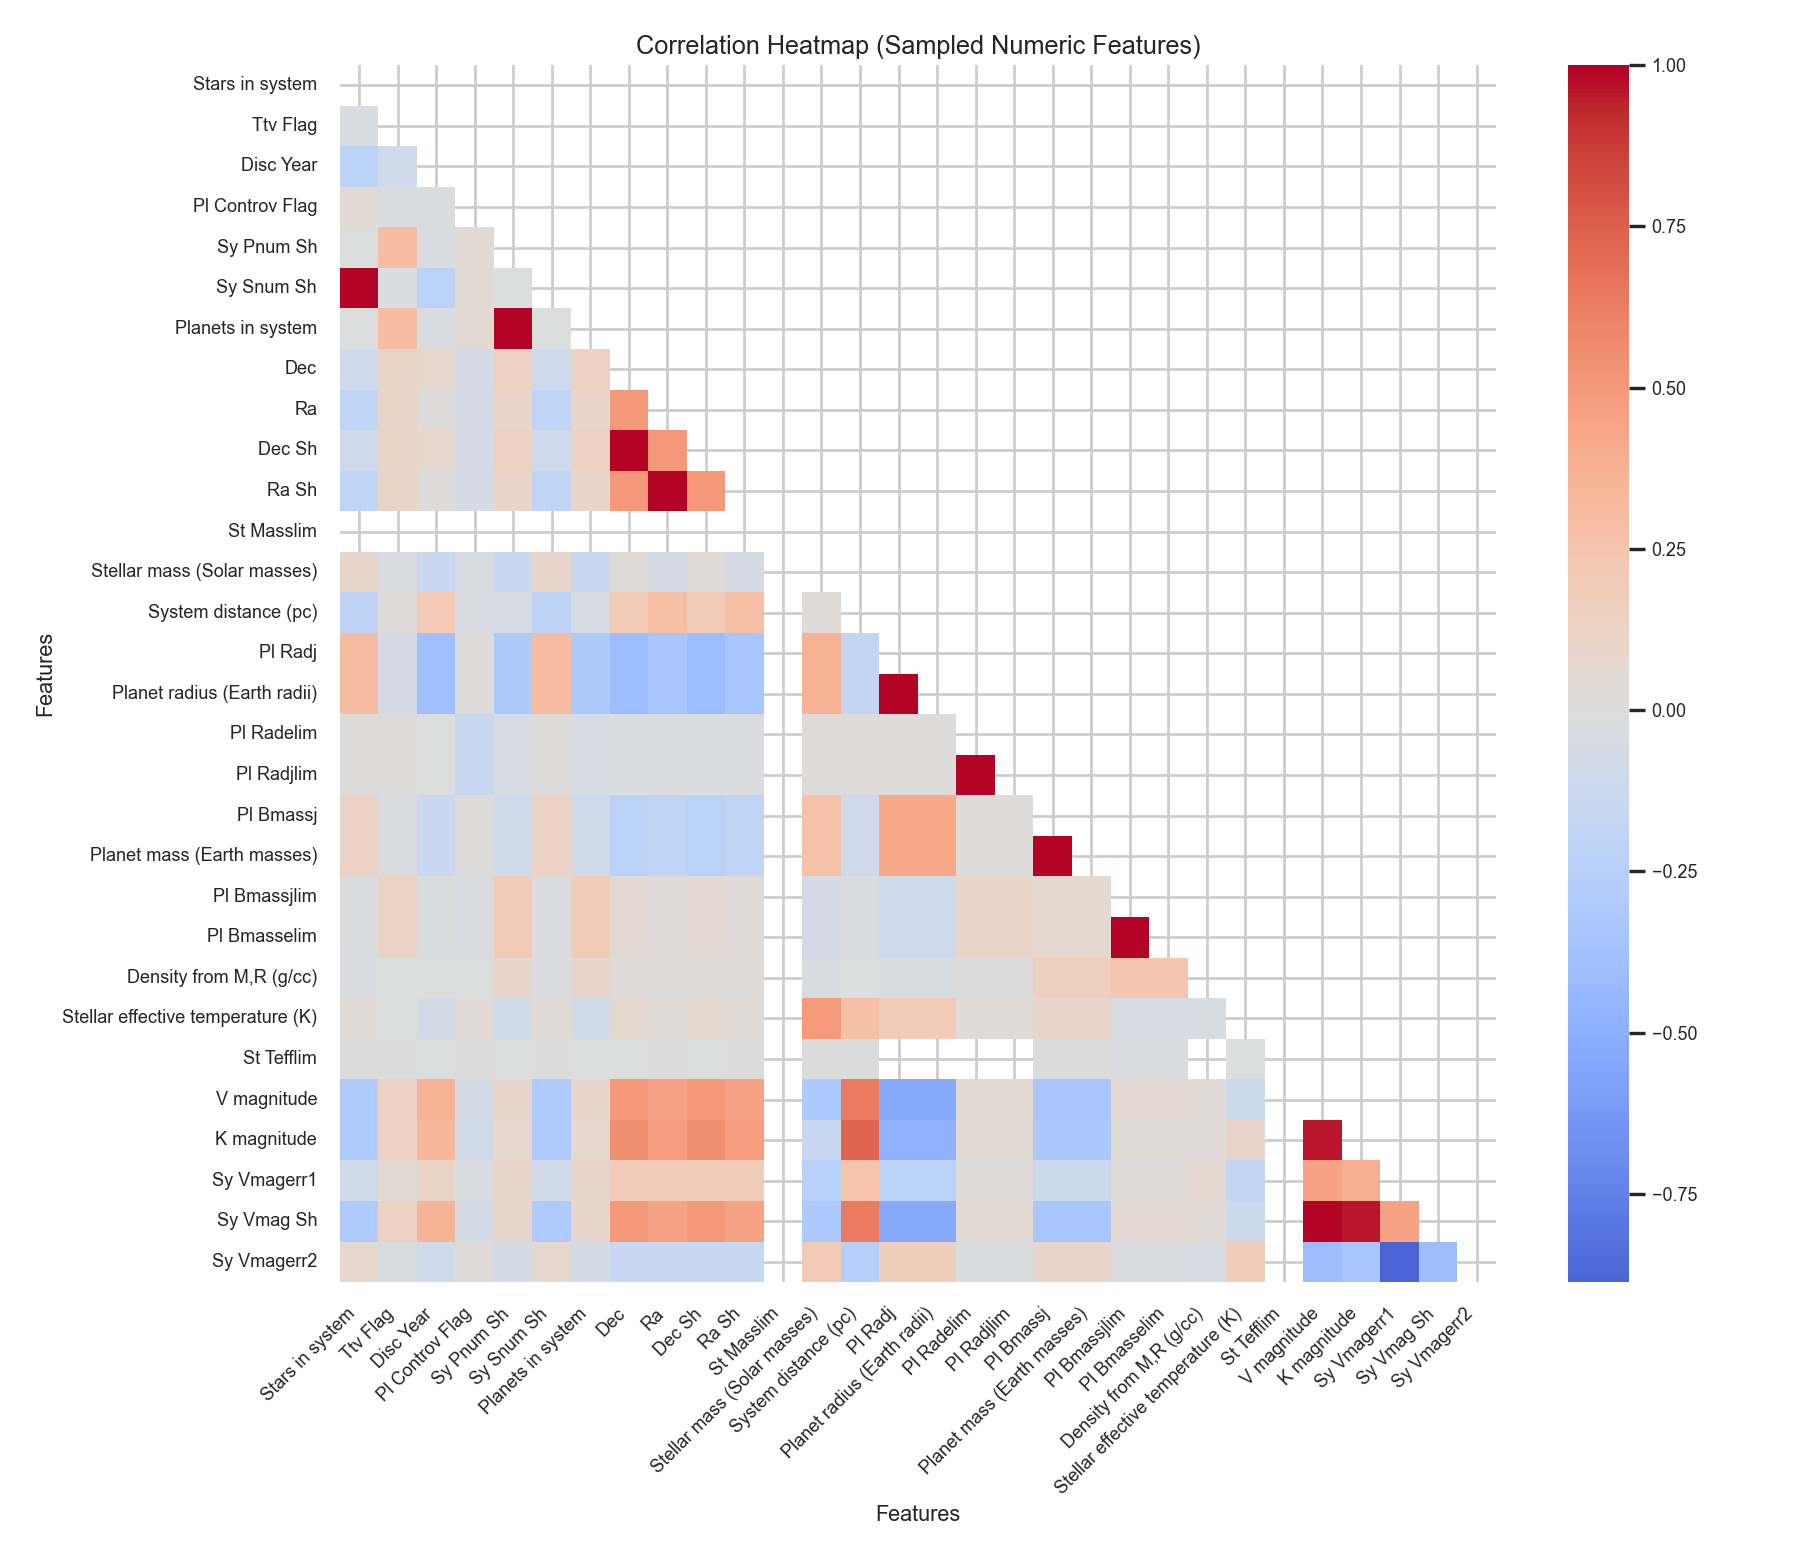 Correlation Heatmap (Sampled Numeric Features)
Stars in system
Ttv Flag
Disc Year
Pl Controv Flag
Sy Pnum Sh
Sy Snum Sh
Planets in system
Dec
Ra
Dec Sh
Ra Sh
St Masslim
Stellar mass (Solar masses)
System distance (pc)
Pl Radj
Planet radius (Earth radii)
Pl Radelim
Pl Radjlim
Pl Bmassj
Planet mass (Earth masses)
Pl Bmassjlim
Pl Bmasselim
Density from M,R (g/cc)
Stellar effective temperature (K)
St Tefflim
V magnitude
K magnitude
Sy Vmagerr1
Sy Vmag Sh
Sy Vmagerr2
Features
Stars in system
Ttv Flag
Disc Year
Pl Controv Flag
Sy Pnum Sh
Sy Snum Sh
Planets in system
Dec
Ra
Dec Sh
Ra Sh
St Masslim
Stellar mass (Solar masses)
System distance (pc)
Pl Radj
Planet radius (Earth radii)
Pl Radelim
Pl Radjlim
Pl Bmassj
Planet mass (Earth masses)
Pl Bmassjlim
Pl Bmasselim
Density from M,R (g/cc)
Stellar effective temperature (K)
St Tefflim
V magnitude
K magnitude
Sy Vmagerr1
Sy Vmag Sh
Sy Vmagerr2
Features
1.00
0.75
0.50
0.25
0.00
−0.25
−0.50
−0.75